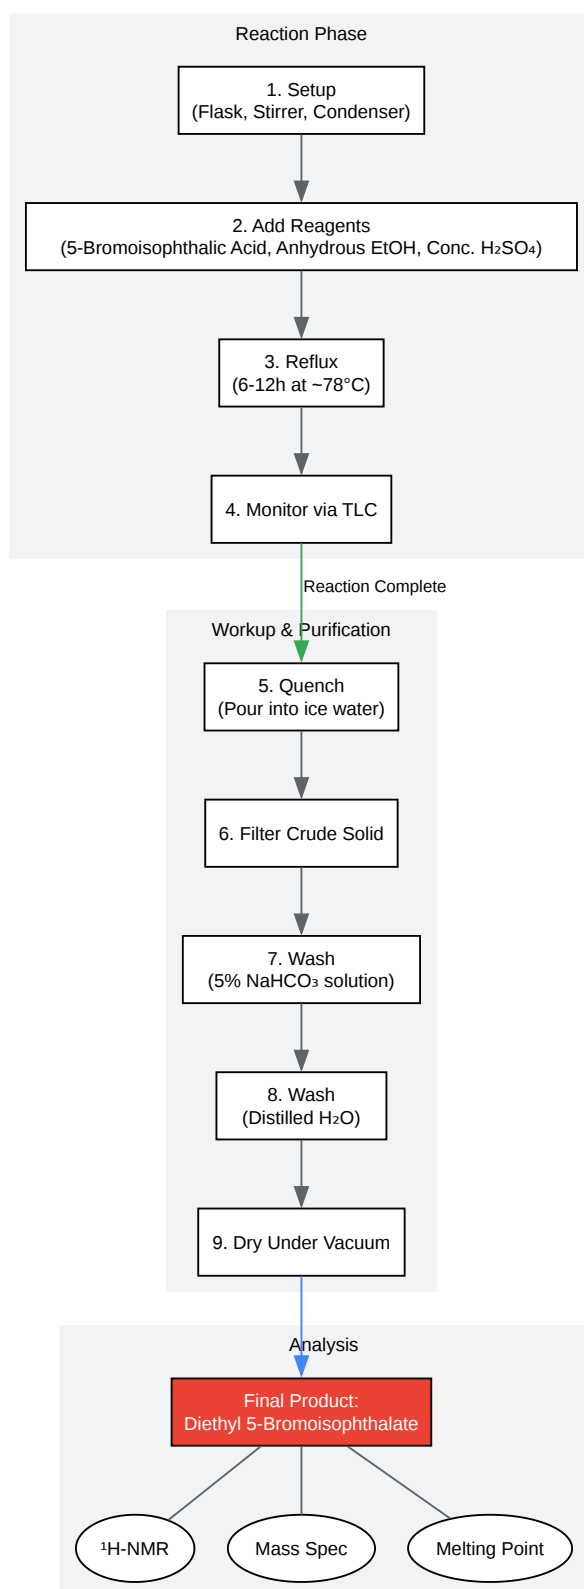 Reaction Phase
1. Setup
(Flask, Stirrer, Condenser)
2. Add Reagents
(5-Bromoisophthalic Acid, Anhydrous EtOH, Conc. H₂SO₄)
3. Reflux
(6-12h at ~78°C)
4. Monitor via TLC
Reaction Complete
Workup & Purification
5. Quench
(Pour into ice water)
6. Filter Crude Solid
7. Wash
(5% NaHCO₃ solution)
8. Wash
(Distilled H₂O)
9. Dry Under Vacuum
Analysis
Final Product:
Diethyl 5-Bromoisophthalate
¹H-NMR
Mass Spec
Melting Point